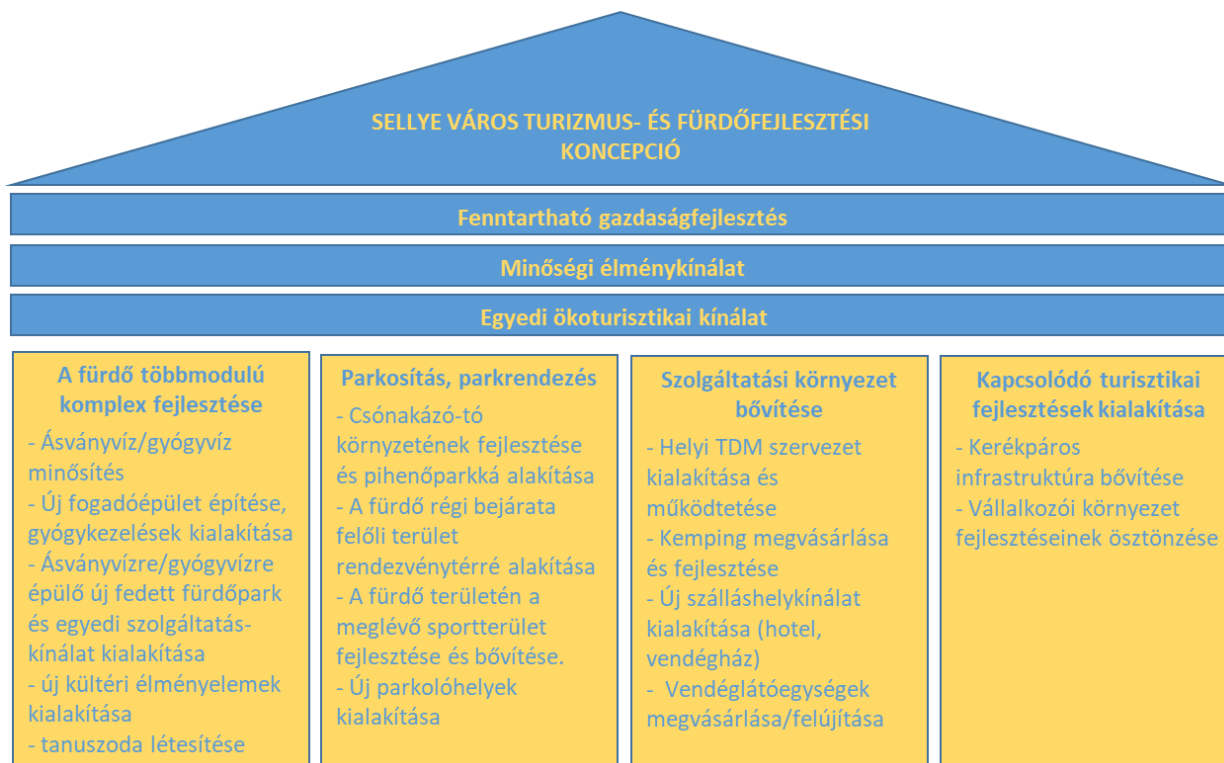 SELLYE VÁROS TURIZMUS- ÉS FÜRDŐFEJLESZTÉSI
KONCEPCIÓ
Fenntartható gazdaságfejlesztés
Minőségi élménykínálat
Egyedi ökoturisztikai kínálat
A fürdő többmodulú
komplex fejlesztése
- Ásványvíz/gyógyvíz
minősítés
- Új fogadóépület építése,
gyógykezelések kialakítása
- Ásványvízre/gyógyvízre
épülő új fedett fürdőpark
és egyedi szolgáltatás-
kínálat kialakítása
- új kültéri élményelemek
kialakítása
- tanuszoda létesítése
Parkosítás, parkrendezés
- Csónakázó-tó
környzetének fejlesztése
és pihenőparkká alakítása
- A fürdő régi bejárata
felőli terület
rendezvénytérré alakítása
- A fürdő területén a
meglévő sportterület
fejlesztése és bővítése.
- Új parkolóhelyek
kialakítása
Szolgáltatási környezet
bővítése
- Helyi TDM szervezet
kialakítása és
működtetése
- Kemping megvásárlása
és fejlesztése
- Új szálláshelykínálat
kialakítása (hotel,
vendégház)
- Vendéglátóegységek
megvásárlása/felújítása
Kapcsolódó turisztikai
fejlesztések kialakítása
- Kerékpáros
infrastruktúra bővítése
- Vállalkozói környezet
fejlesztéseinek ösztönzése